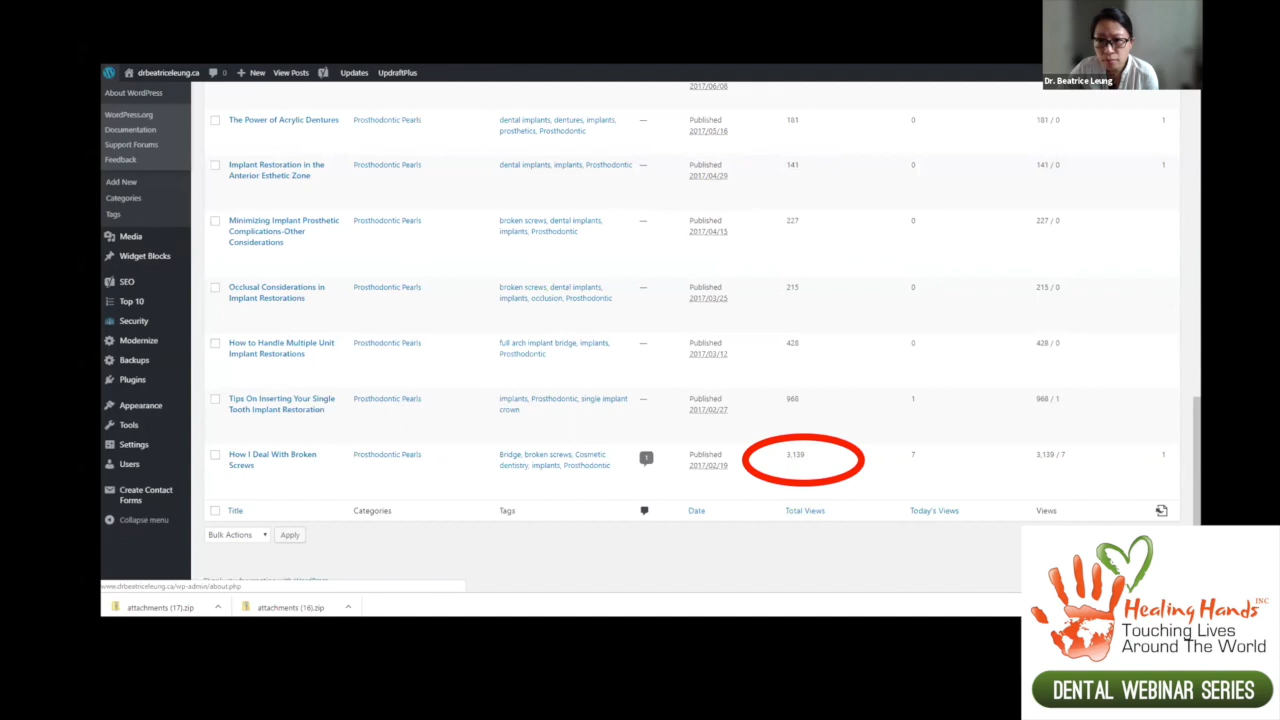 Dr. Beatrice Leung
drbeatriceleung.ca 0 New View Posts Updates UpdraftPlus
About WordPress
WordPress.org
Documentation
Support Forums
Feedback
Add New
Categories
Tags
Media
Widget Blocks
SEO
Top 10
Security
Modernize
Backups
Plugins
Appearance
Tools
Settings
Users
Create Contact
Forms
Collapse menu
2017/06/08
The Power of Acrylic Dentures Prosthodontic Pearls dental implants, dentures, implants, — Published 181 0 181 / 0 1
prosthetics, Prosthodontic 2017/05/16
Implant Restoration in the Prosthodontic Pearls dental implants, implants, Prosthodontic — Published 141 0 141 / 0 1
Anterior Esthetic Zone 2017/04/29
Minimizing Implant Prosthetic Prosthodontic Pearls broken screws, dental implants, — Published 227 0 227 / 0
Complications-Other implants, Prosthodontic 2017/04/15
Considerations
Occlusal Considerations in Prosthodontic Pearls broken screws, dental implants, — Published 215 0 215 / 0
Implant Restorations implants, occlusion, Prosthodontic 2017/03/25
How to Handle Multiple Unit Prosthodontic Pearls full arch implant bridge, implants, — Published 428 0 428 / 0
Implant Restorations Prosthodontic 2017/03/12
Tips On Inserting Your Single Prosthodontic Pearls implants, Prosthodontic, single implant — Published 968 1 968 / 1
Tooth Implant Restoration crown 2017/02/27
How I Deal With Broken Prosthodontic Pearls Bridge, broken screws, Cosmetic 1 Published 3,139 7 3,139 / 7 1
Screws dentistry, implants, Prosthodontic 2017/02/19
Title Categories Tags Date Total Views Today's Views Views
Bulk Actions Apply
www.drbeatriceleung.ca/wp-admin/about.php
attachments (17).zip attachments (16).zip
Healing Hands INC
Touching Lives
Around The World
DENTAL WEBINAR SERIES